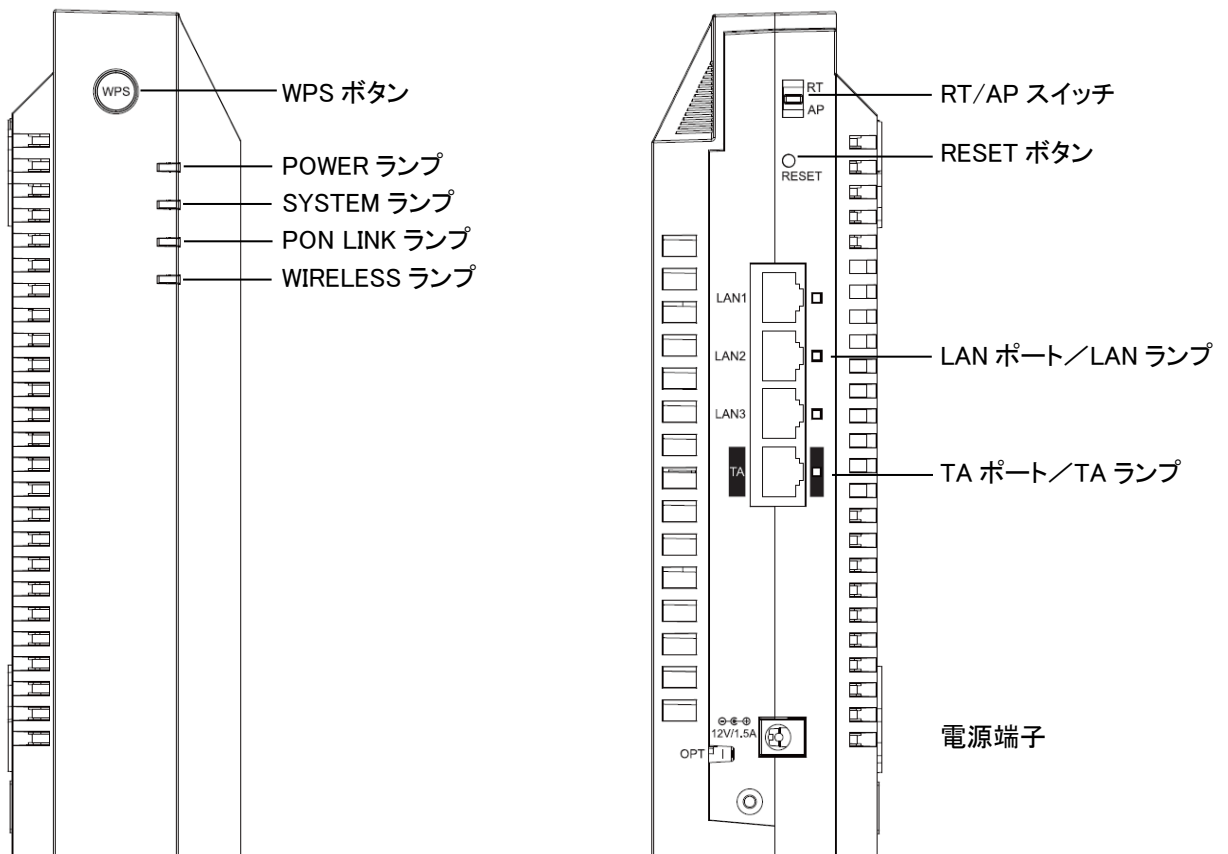 WPS
WPS ボタン
POWER ランプ
SYSTEM ランプ
PON LINK ランプ
WIRELESS ランプ
RT
AP
RT/AP スイッチ
RESET
RESET ボタン
LAN1
LAN2
LAN ポート／LAN ランプ
LAN3
TA
TA ポート／TA ランプ
12V/1.5A
電源端子
OPT